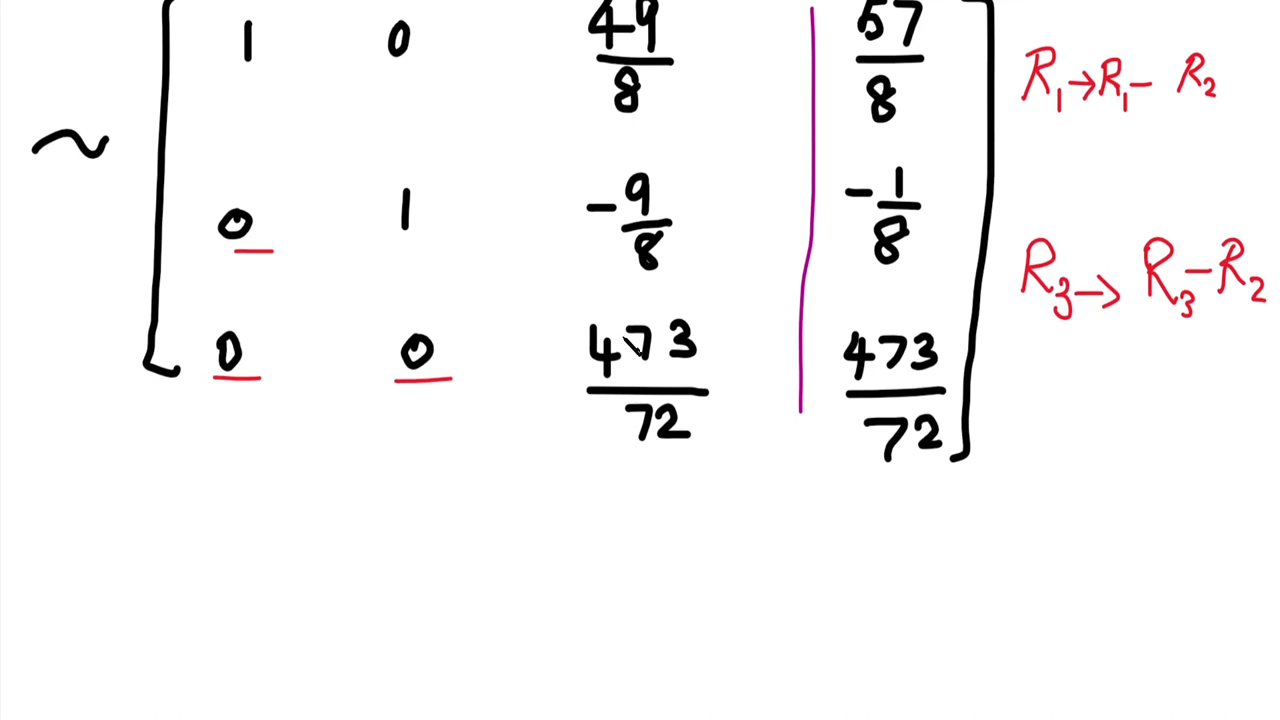 1 0 49/8 57/8 R₁→R₁− R₂
~
0 1 −9/8 −1/8
R₃→ R₃−R₂
0 0 473/72 473/72